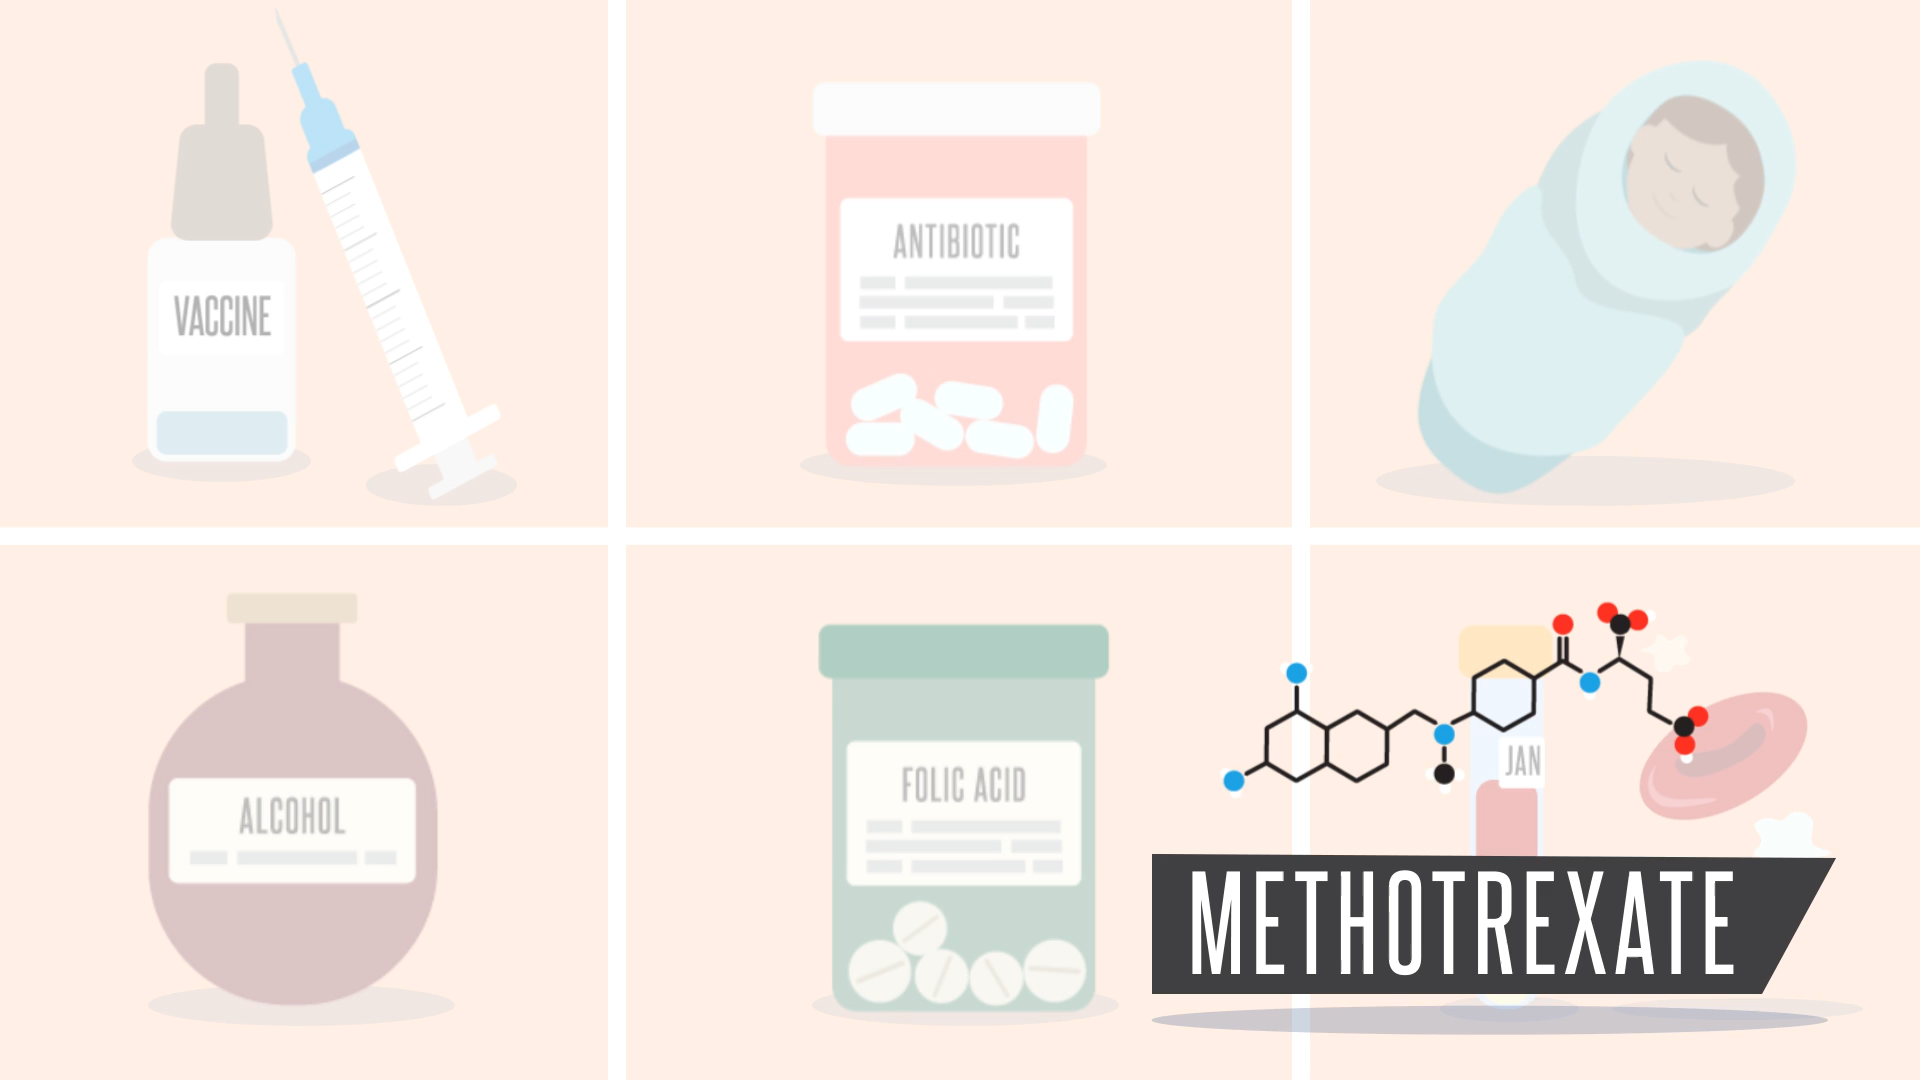 VACCINE
ANTIBIOTIC
ALCOHOL
FOLIC ACID
JAN
METHOTREXATE